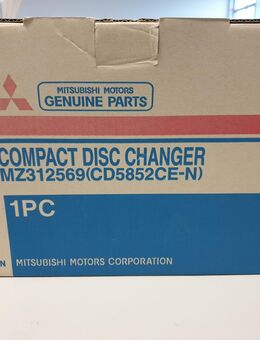 MITSUBISHI MOTORS
GENUINE PARTS
COMPACT DISC CHANGER
MZ312569(CD5852CE-N)
1PC
MITSUBISHI MOTORS CORPORATION